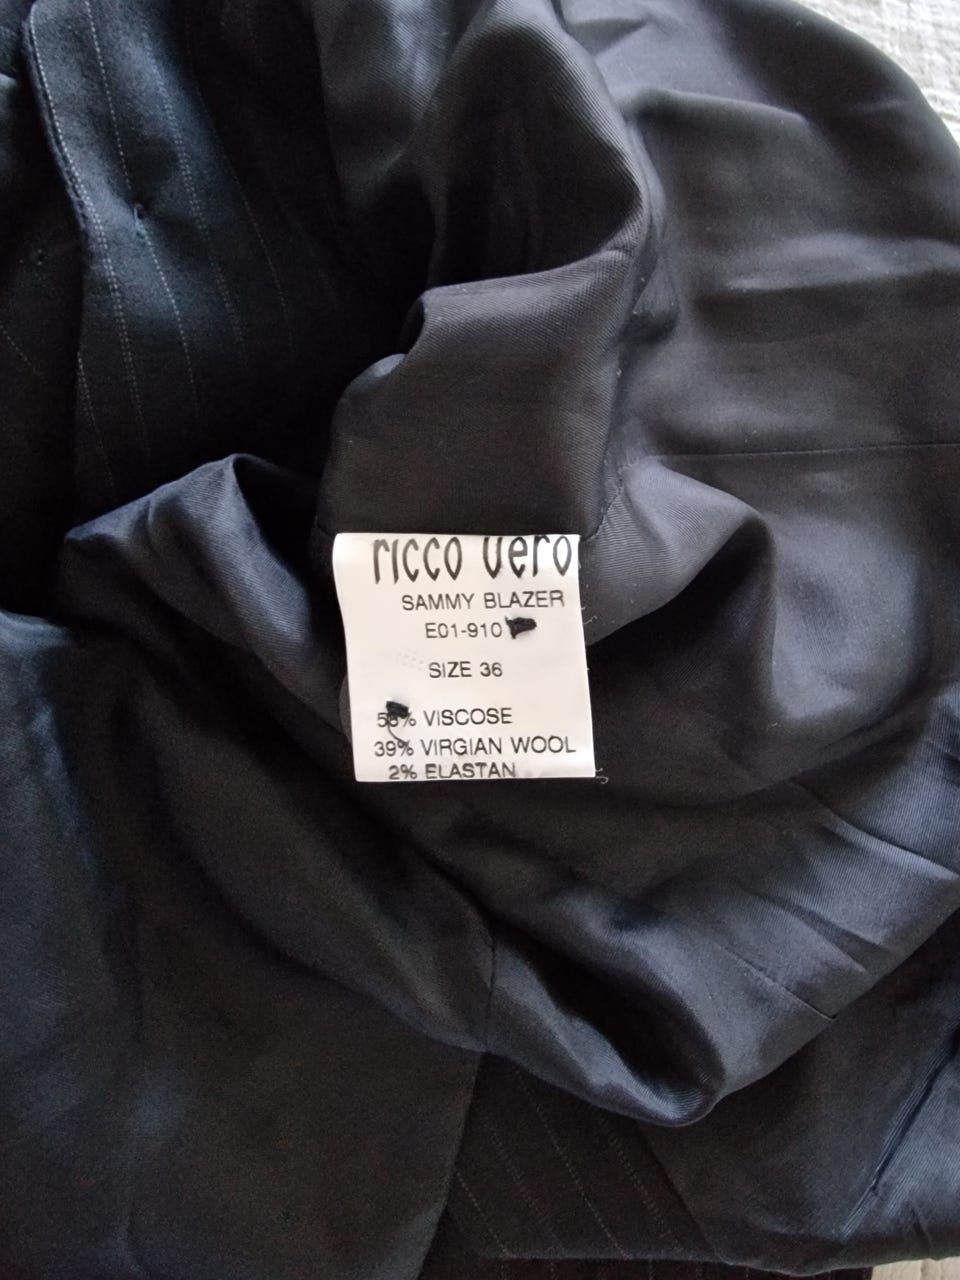 ricco vero
SAMMY BLAZER
E01-910
SIZE 36
VISCOSE
39% VIRGIAN WOOL
2% ELASTAN